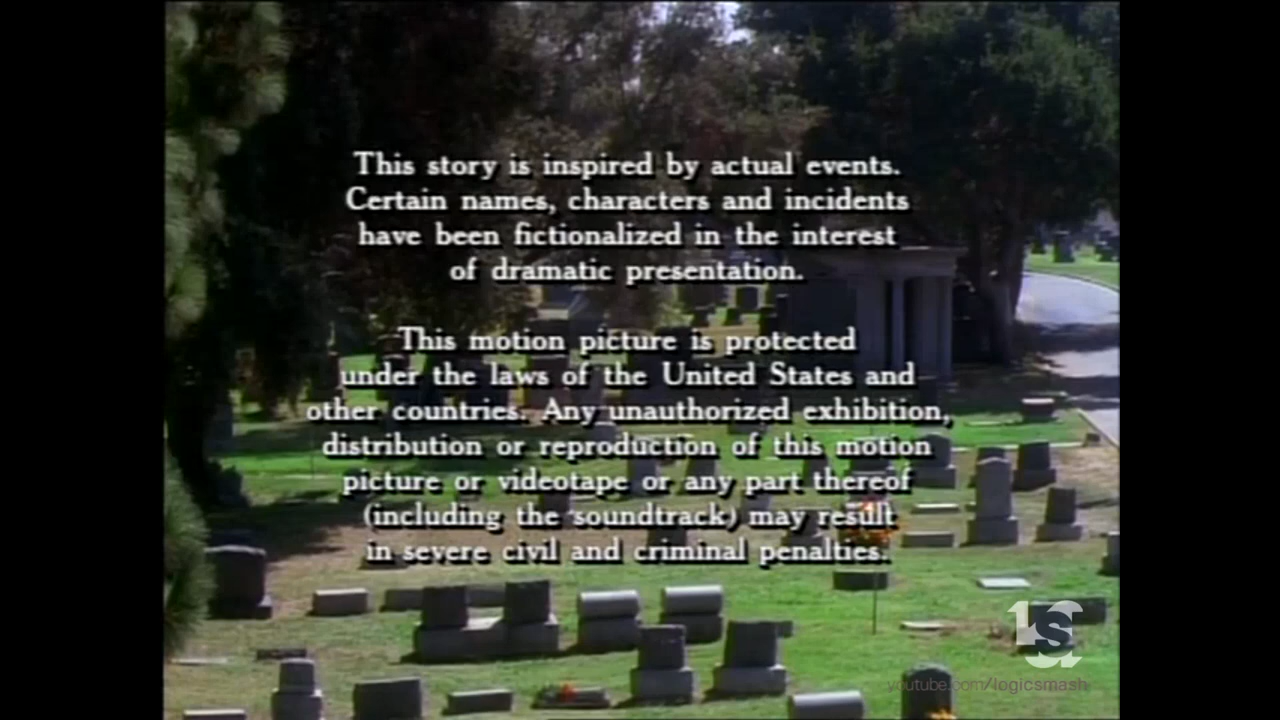 This story is inspired by actual events.
Certain names, characters and incidents
have been fictionalized in the interest
of dramatic presentation.
This motion picture is protected
under the laws of the United States and
other countries. Any unauthorized exhibition,
distribution or reproduction of this motion
picture or videotape or any part thereof
(including the soundtrack) may result
in severe civil and criminal penalties.
youtube.com/logicsmash